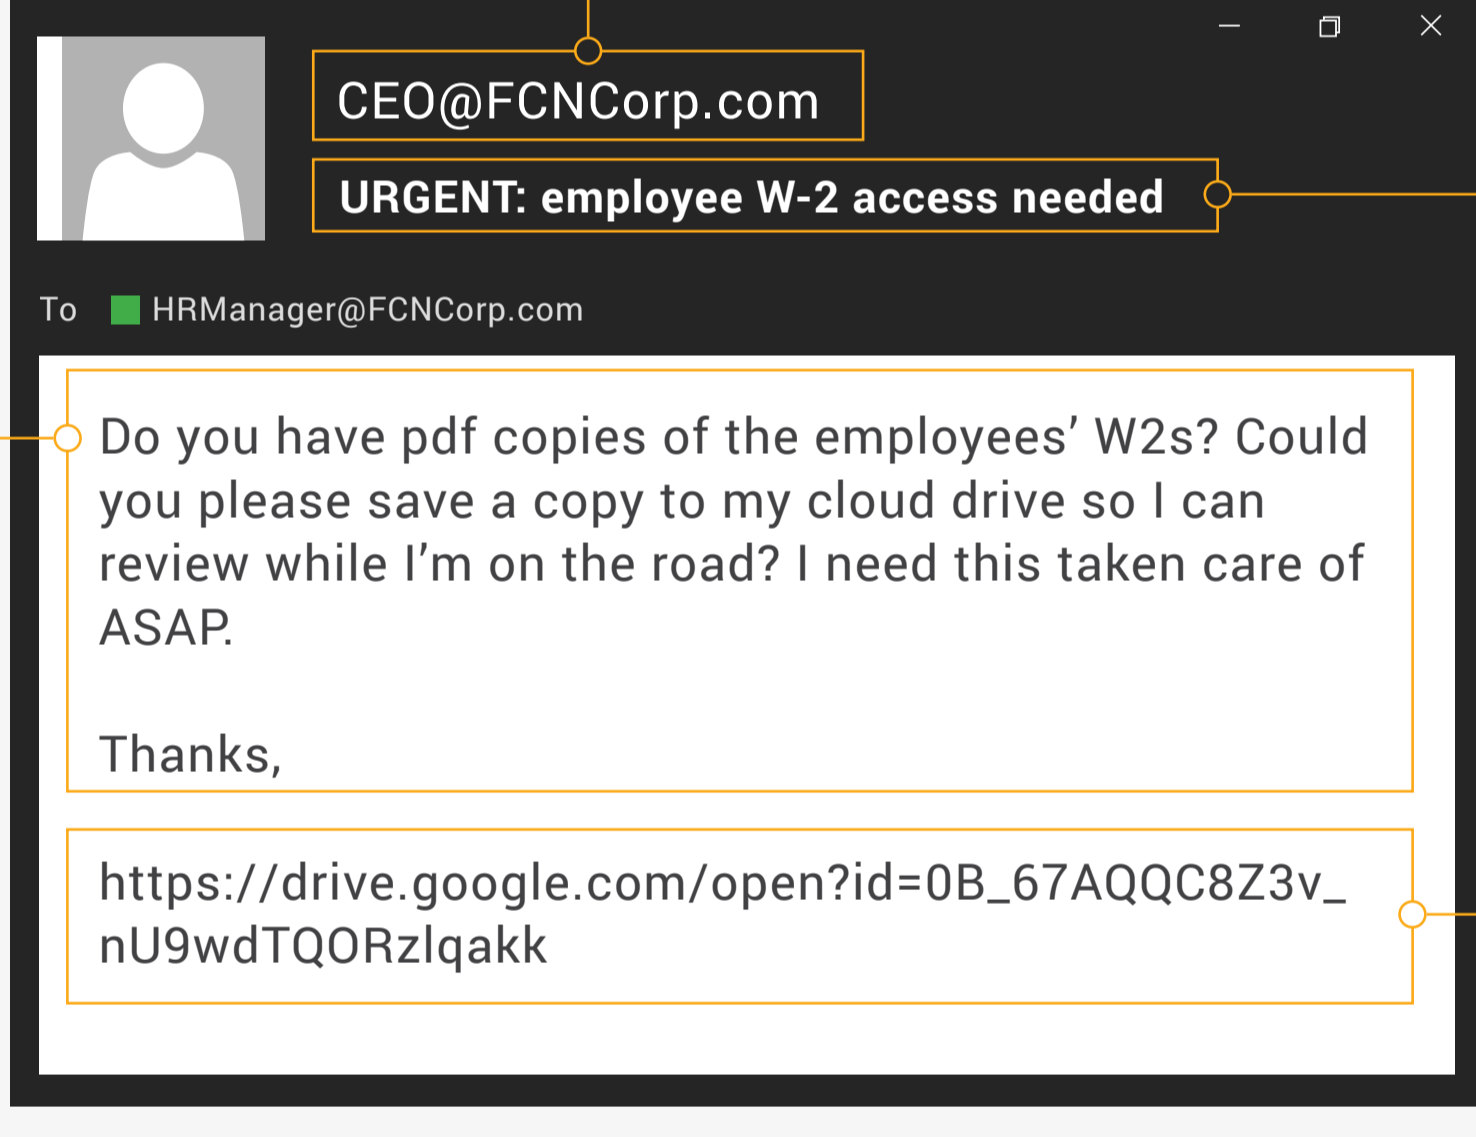 CEO@FCNCorp.com
URGENT: employee W-2 access needed
To HRManager@FCNCorp.com
Do you have pdf copies of the employees’ W2s? Could
you please save a copy to my cloud drive so I can
review while I’m on the road? I need this taken care of
ASAP.
Thanks,
https://drive.google.com/open?id=0B_67AQQC8Z3v_
nU9wdTQORzlqakk